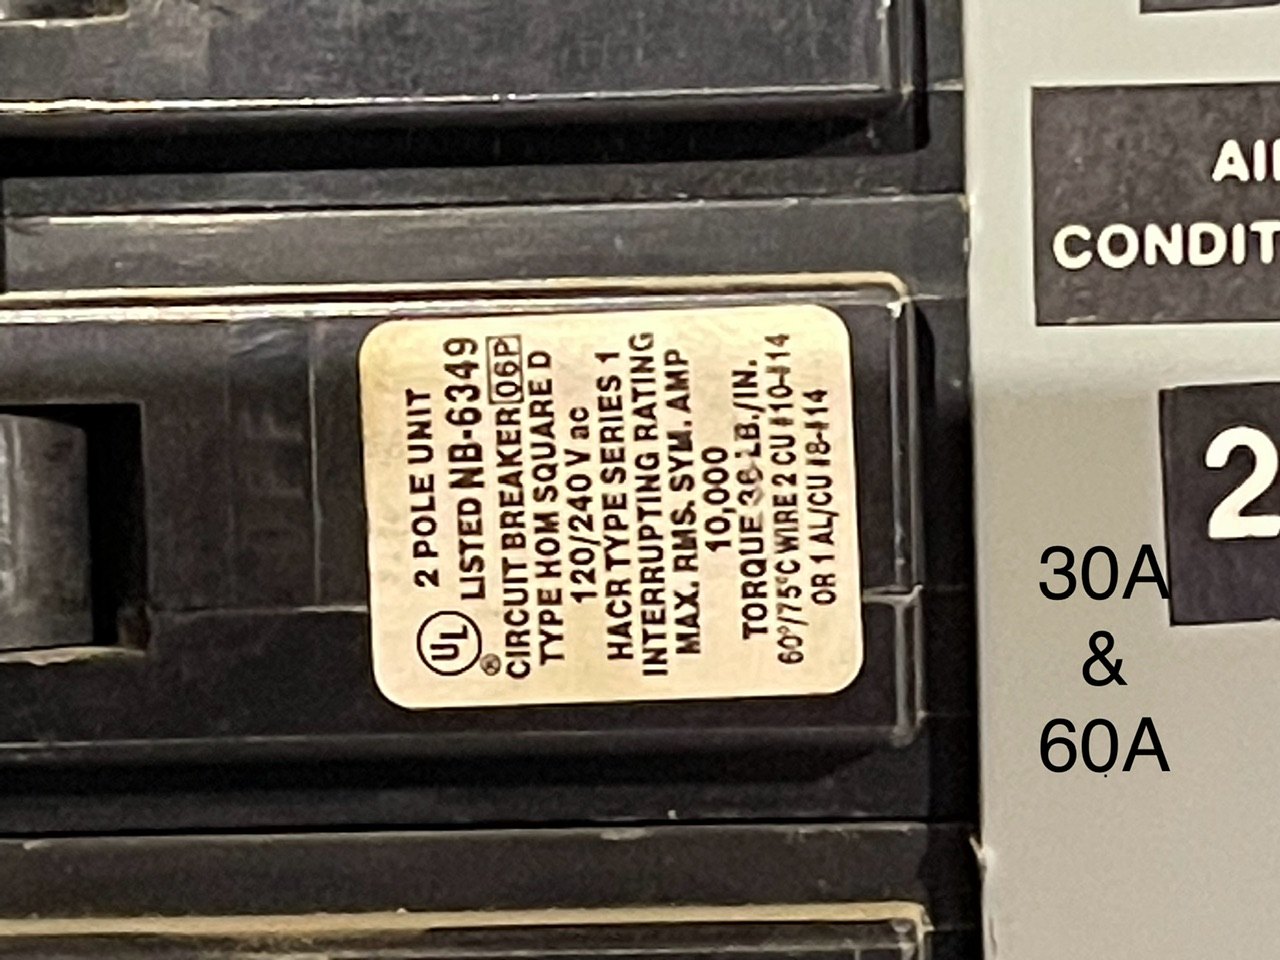 2 POLE UNIT
UL LISTED NB-6349
®
CIRCUIT BREAKER 06P
TYPE HOM SQUARE D
120/240 V ac
HACR TYPE SERIES 1
INTERRUPTING RATING
MAX. RMS. SYM. AMP
10,000
TORQUE 36 LB./IN.
60°/75°C WIRE 2 CU #10-#14
OR 1 AL/CU #8-#14
AI
CONDIT
2
30A
&
60A